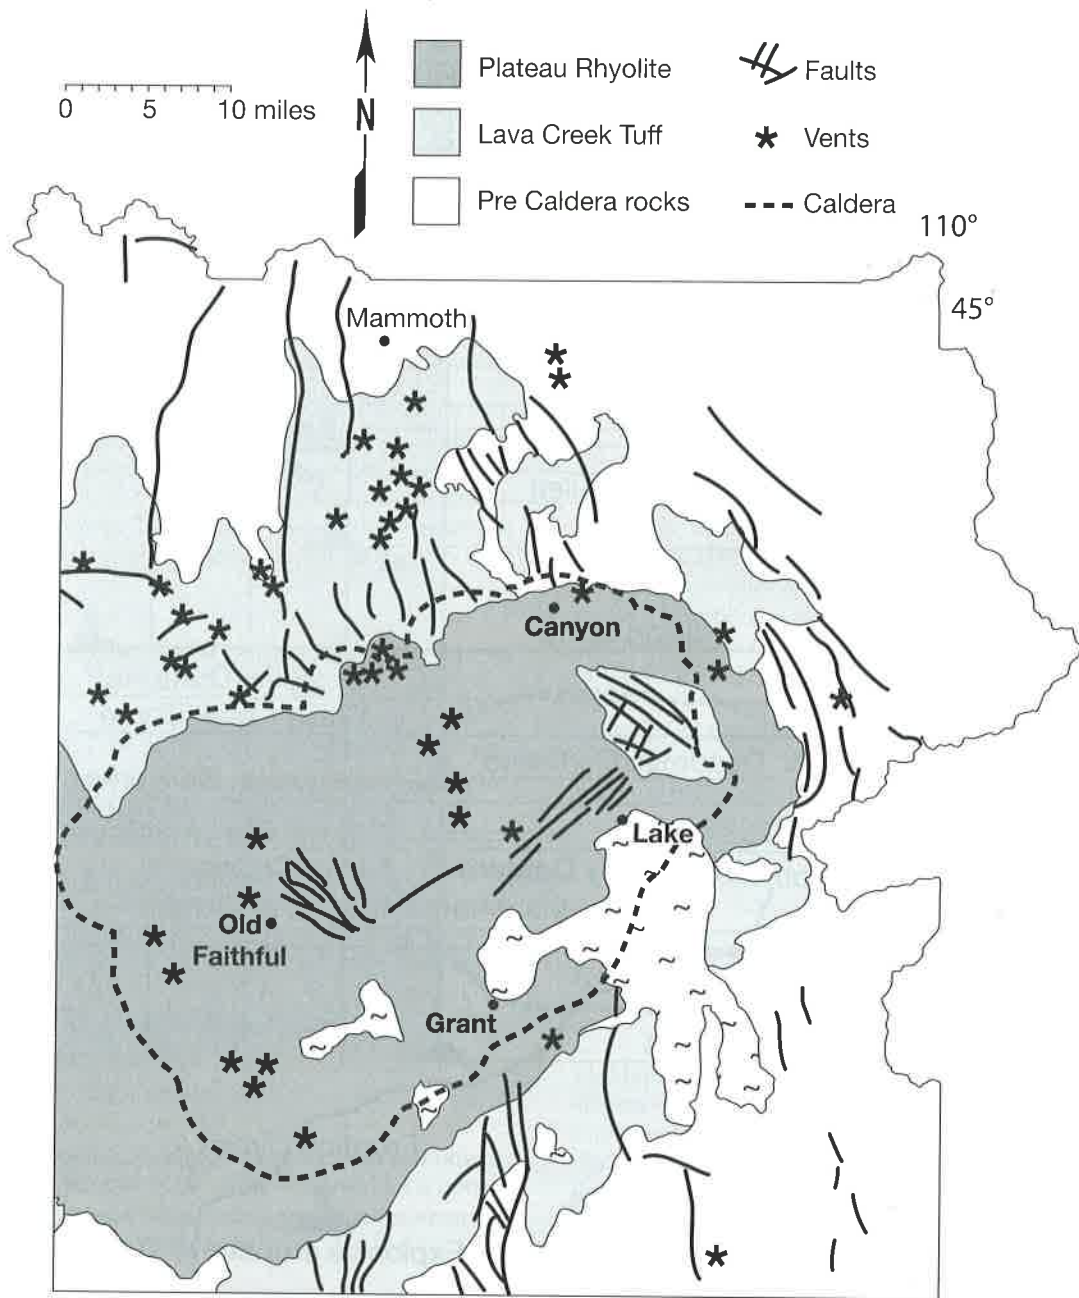 0 5 10 miles
N
Plateau Rhyolite
Lava Creek Tuff
Pre Caldera rocks
Faults
Vents
Caldera
110°
45°
Mammoth
Canyon
Lake
Old
Faithful
Grant